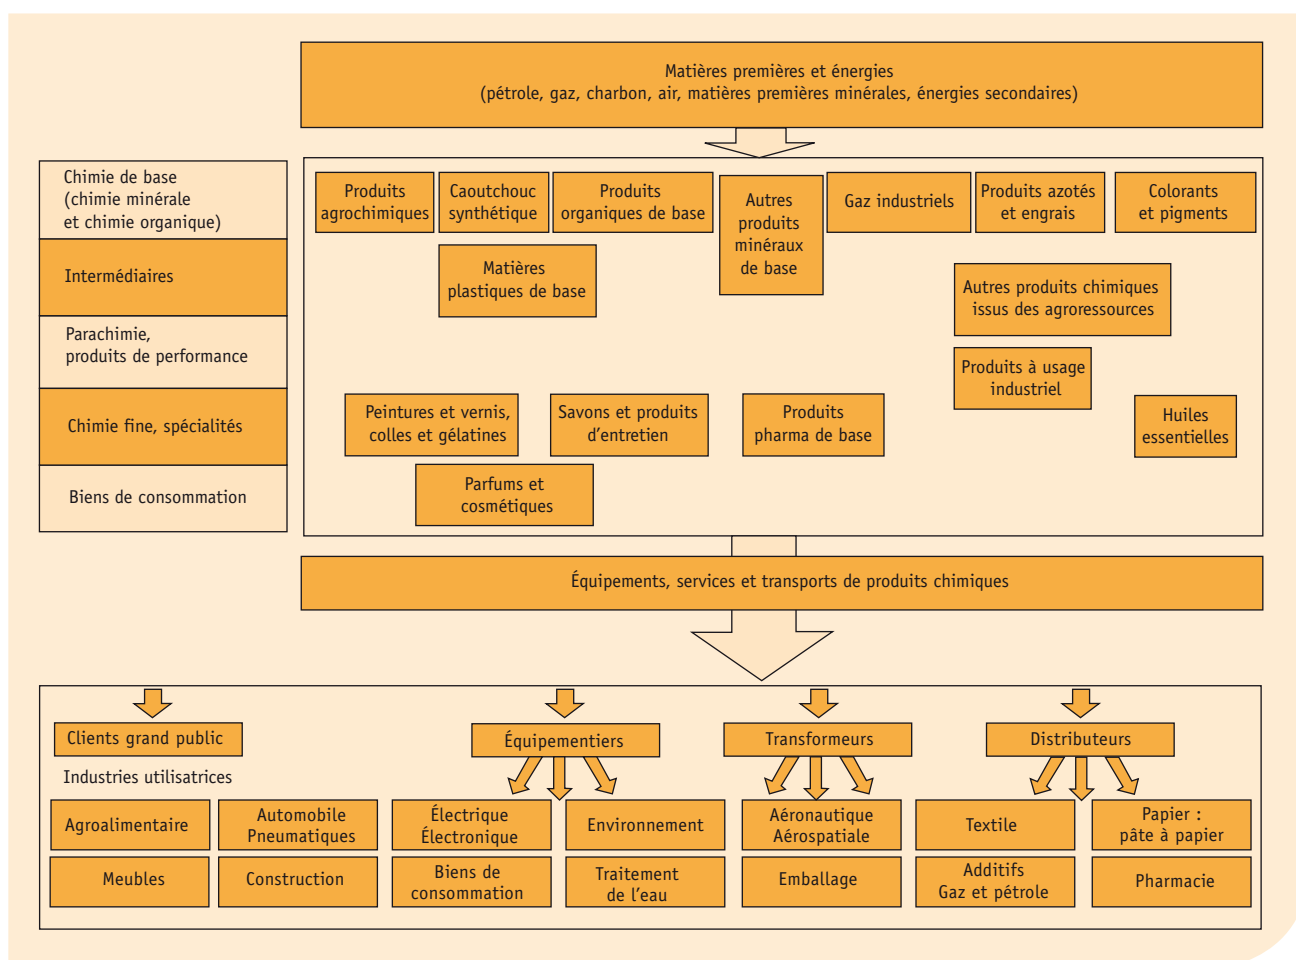 Matières premières et énergies
(pétrole, gaz, charbon, air, matières premières minérales, énergies secondaires)
Chimie de base
(chimie minérale
et chimie organique)
Intermédiaires
Parachimie,
produits de performance
Chimie fine, spécialités
Biens de consommation
Produits
agrochimiques
Caoutchouc
synthétique
Produits
organiques de base
Autres
produits
minéraux
de base
Gaz industriels
Produits azotés
et engrais
Colorants
et pigments
Matières
plastiques de base
Autres produits chimiques
issus des agroressources
Produits à usage
industriel
Peintures et vernis,
colles et gélatines
Savons et produits
d'entretien
Produits
pharma de base
Huiles
essentielles
Parfums et
cosmétiques
Équipements, services et transports de produits chimiques
Clients grand public
Équipementiers
Transformeurs
Distributeurs
Industries utilisatrices
Agroalimentaire
Automobile
Pneumatiques
Électrique
Électronique
Environnement
Aéronautique
Aérospatiale
Textile
Papier :
pâte à papier
Meubles
Construction
Biens de
consommation
Traitement
de l'eau
Emballage
Additifs
Gaz et pétrole
Pharmacie